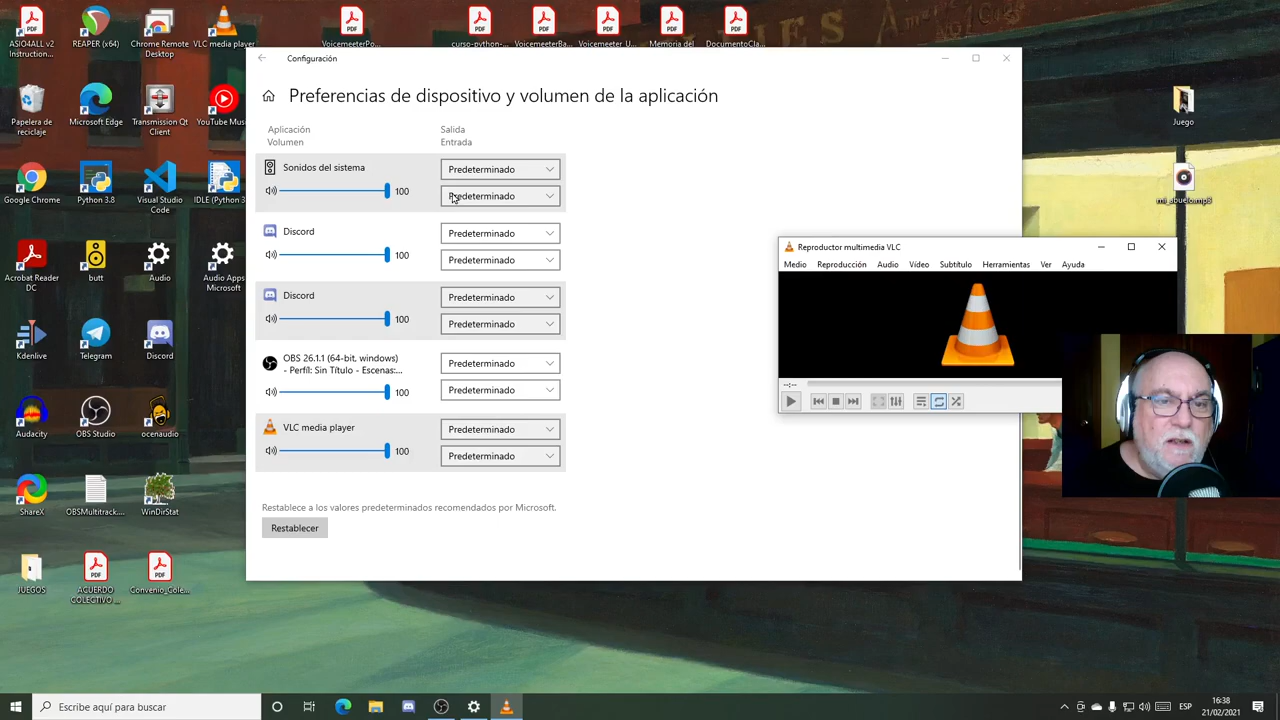 ASIO4ALL v2
Instruction...
REAPER (x64)
Chrome Remote
Desktop
VLC media player
VoicemeeterPo...
curso-python-...
VoicemeeterBa...
Voicemeeter_U...
Memoria del
DocumentoCla...
Configuración
Preferencias de dispositivo y volumen de la aplicación
Aplicación
Volumen
Salida
Entrada
Sonidos del sistema
Predeterminado
100
Predeterminado
Discord
Predeterminado
100
Predeterminado
Discord
Predeterminado
100
Predeterminado
OBS 26.1.1 (64-bit, windows)
- Perfíl: Sin Título - Escenas:...
Predeterminado
100
Predeterminado
VLC media player
Predeterminado
100
Predeterminado
Restablece a los valores predeterminados recomendados por Microsoft.
Restablecer
Reproductor multimedia VLC
Medio
Reproducción
Audio
Vídeo
Subtítulo
Herramientas
Ver
Ayuda
--:--
Papelera de
reciclaje
Microsoft Edge
Transmission Qt
Client
YouTube Mus
Google Chrome
Python 3.8
Visual Studio
Code
IDLE (Python 3
Acrobat Reader
DC
butt
Audio
Audio Apps
Microsoft
Kdenlive
Telegram
Discord
Audacity
OBS Studio
ocenaudio
ShareX
OBSMultitrack....
WinDirStat
JUEGOS
ACUERDO
COLECTIVO ...
Convenio_Cole...
Juego
mi_abuelo.mp3
Escribe aquí para buscar
ESP
16:38
21/02/2021